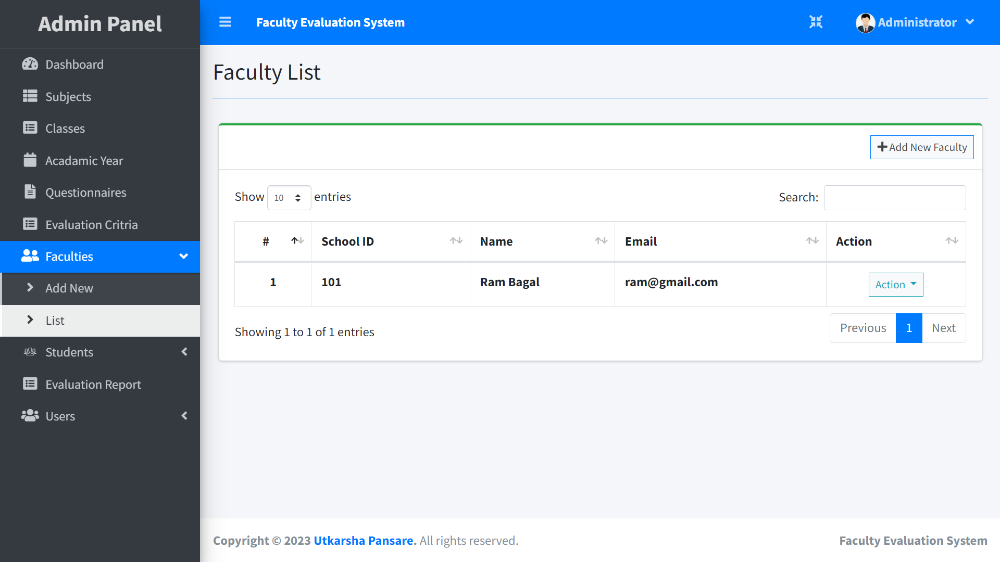 Admin Panel
Faculty Evaluation System
Administrator
Dashboard
Subjects
Classes
Acadamic Year
Questionnaires
Evaluation Critria
Faculties
Add New
List
Students
Evaluation Report
Users
Faculty List
Add New Faculty
Show 10 entries
Search:
# School ID Name Email Action
1 101 Ram Bagal ram@gmail.com Action
Showing 1 to 1 of 1 entries
Previous 1 Next
Copyright © 2023 Utkarsha Pansare. All rights reserved.
Faculty Evaluation System